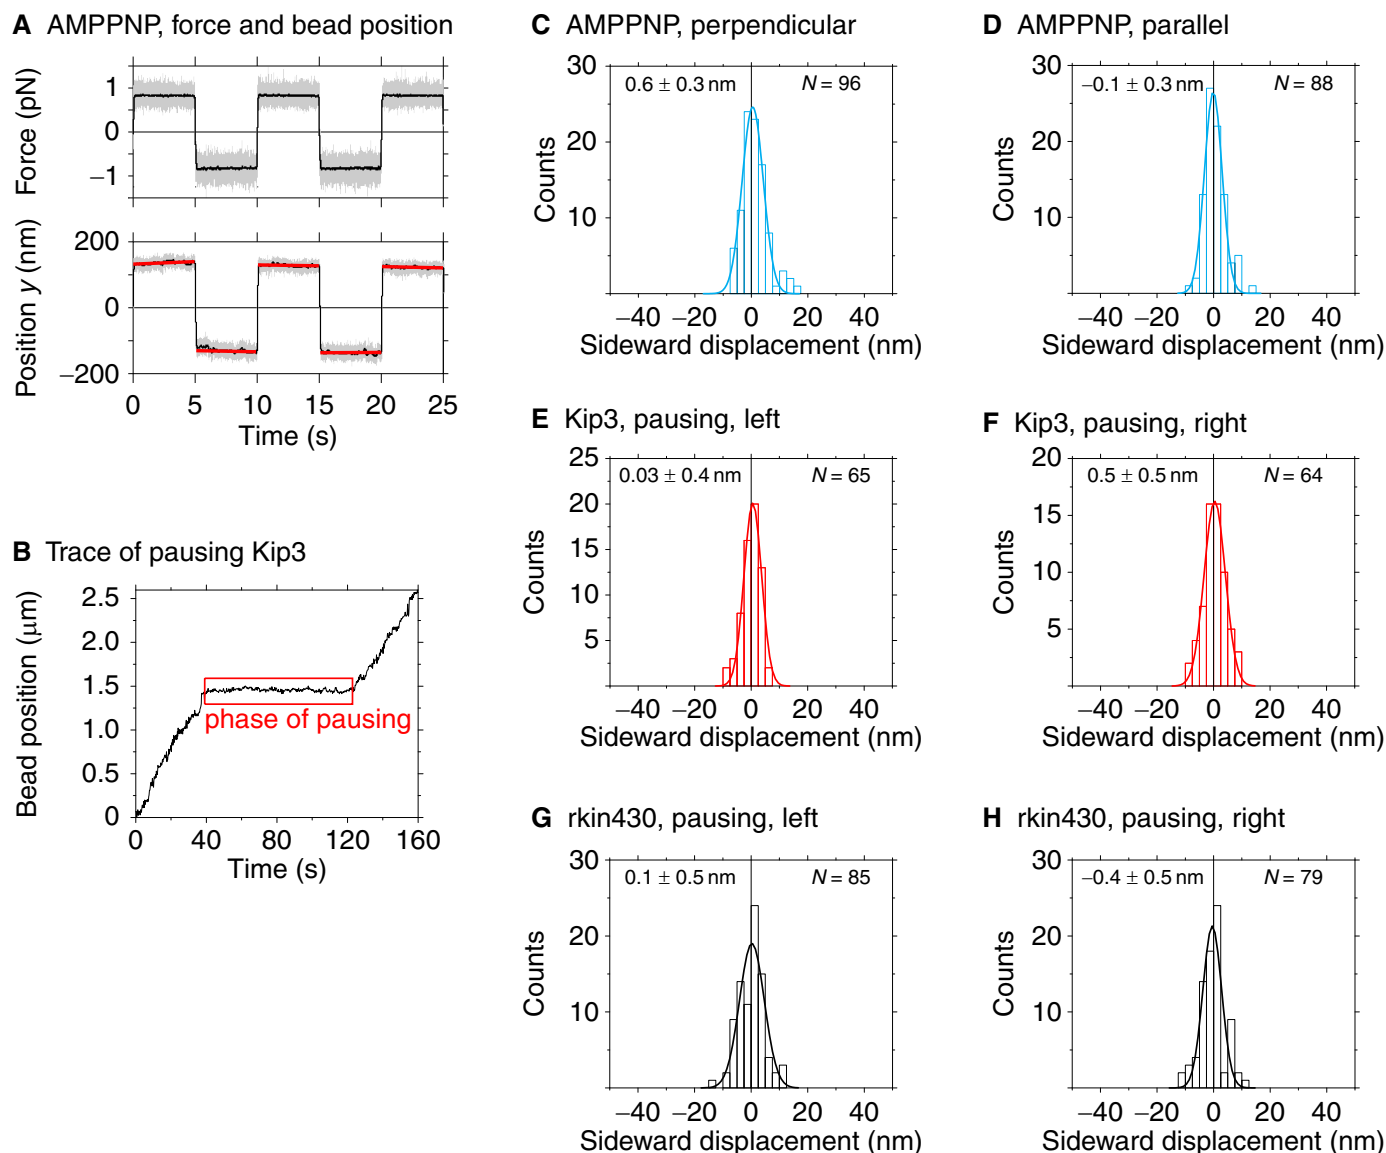 A AMPPNP, force and bead position
Force (pN)
1
0
−1
Position y (nm)
200
0
−200
0 5 10 15 20 25
Time (s)
B Trace of pausing Kip3
Bead position (μm)
2.5
2.0
1.5
1.0
0.5
0
phase of pausing
0 40 80 120 160
Time (s)
C AMPPNP, perpendicular
0.6 ± 0.3 nm N = 96
Counts
30
20
10
−40 −20 0 20 40
Sideward displacement (nm)
D AMPPNP, parallel
−0.1 ± 0.3 nm N = 88
Counts
30
20
10
−40 −20 0 20 40
Sideward displacement (nm)
E Kip3, pausing, left
0.03 ± 0.4 nm N = 65
Counts
25
20
15
10
5
−40 −20 0 20 40
Sideward displacement (nm)
F Kip3, pausing, right
0.5 ± 0.5 nm N = 64
Counts
20
15
10
5
−40 −20 0 20 40
Sideward displacement (nm)
G rkin430, pausing, left
0.1 ± 0.5 nm N = 85
Counts
30
20
10
−40 −20 0 20 40
Sideward displacement (nm)
H rkin430, pausing, right
−0.4 ± 0.5 nm N = 79
Counts
30
20
10
−40 −20 0 20 40
Sideward displacement (nm)